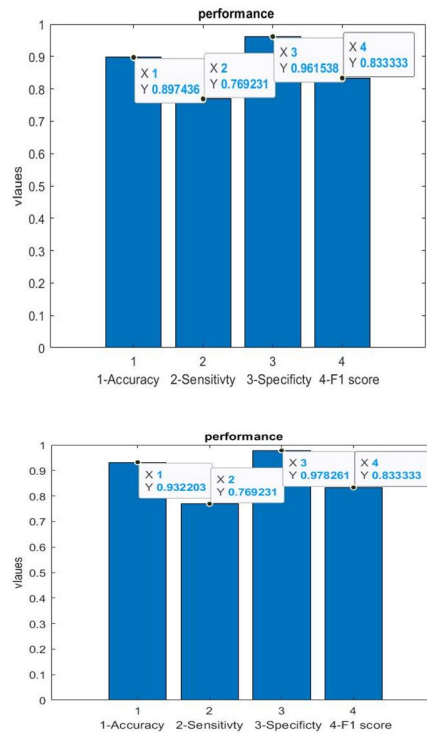 performance
1
0.9
0.8
0.7
0.6
0.5
0.4
0.3
0.2
0.1
0
vlaues
X 1
Y 0.897436
X 2
Y 0.769231
X 3
Y 0.961538
X 4
Y 0.833333
1 2 3 4
1-Accuracy 2-Sensitivty 3-Specificty 4-F1 score
performance
1
0.9
0.8
0.7
0.6
0.5
0.4
0.3
0.2
0.1
0
vlaues
X 1
Y 0.932203
X 2
Y 0.769231
X 3
Y 0.978261
X 4
Y 0.833333
1 2 3 4
1-Accuracy 2-Sensitivty 3-Specificty 4-F1 score